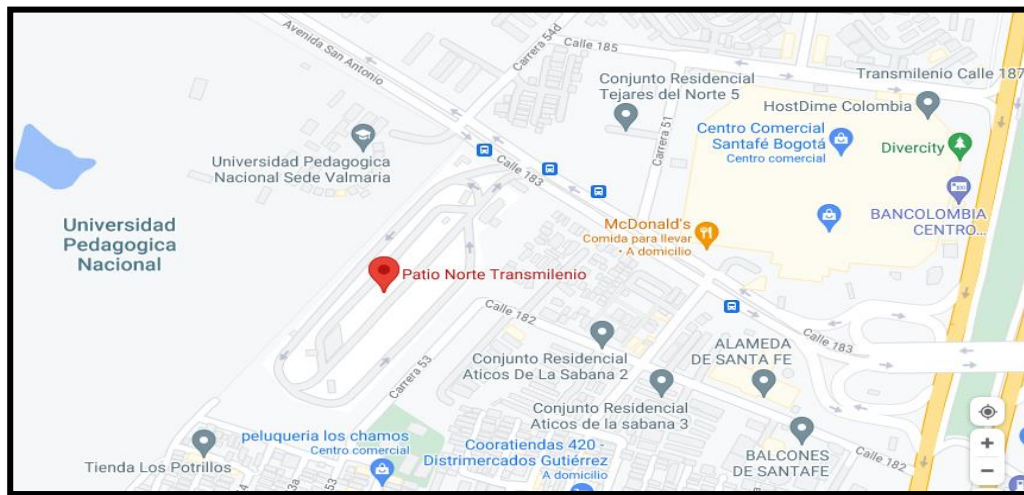 Avenida San Antonio
Carrera 54d
Calle 185
Transmilenio Calle 187
Conjunto Residencial
Tejares del Norte 5
HostDime Colombia
Centro Comercial
Santafé Bogotá
Centro comercial
Carrera 51
Divercity
Universidad Pedagogica
Nacional Sede Valmaría
Calle 183
BANCOLOMBIA
CENTRO...
Universidad
Pedagogica
Nacional
McDonald's
Comida para llevar
· A domicilio
Patio Norte Transmilenio
Calle 182
Calle 183
ALAMEDA
DE SANTA FE
Conjunto Residencial
Aticos De La Sabana 2
Carrera 53
Conjunto Residencial
Aticos de la sabana 3
peluqueria los chamos
Centro comercial
Cooratiendas 420 -
Distrimercados Gutiérrez
A domicilio
BALCONES
DE SANTAFE
Calle 182
Tienda Los Potrillos
3a
53